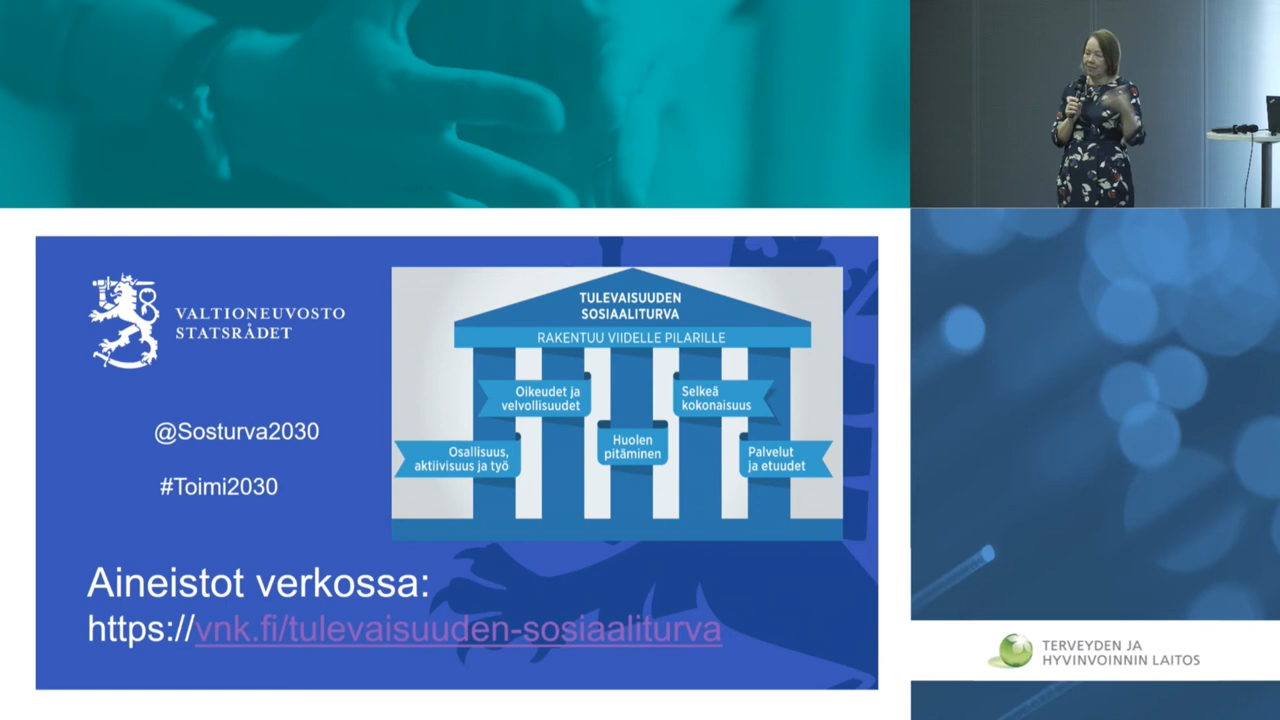 VALTIONEUVOSTO
STATSRÅDET
@Sosturva2030
#Toimi2030
TULEVAISUUDEN
SOSIAALITURVA
RAKENTUU VIIDELLE PILARILLE
Oikeudet ja
velvollisuudet
Selkeä
kokonaisuus
Osallisuus,
aktiivisuus ja työ
Huolen
pitäminen
Palvelut
ja etuudet
Aineistot verkossa:
https://vnk.fi/tulevaisuuden-sosiaaliturva
TERVEYDEN JA
HYVINVOINNIN LAITOS